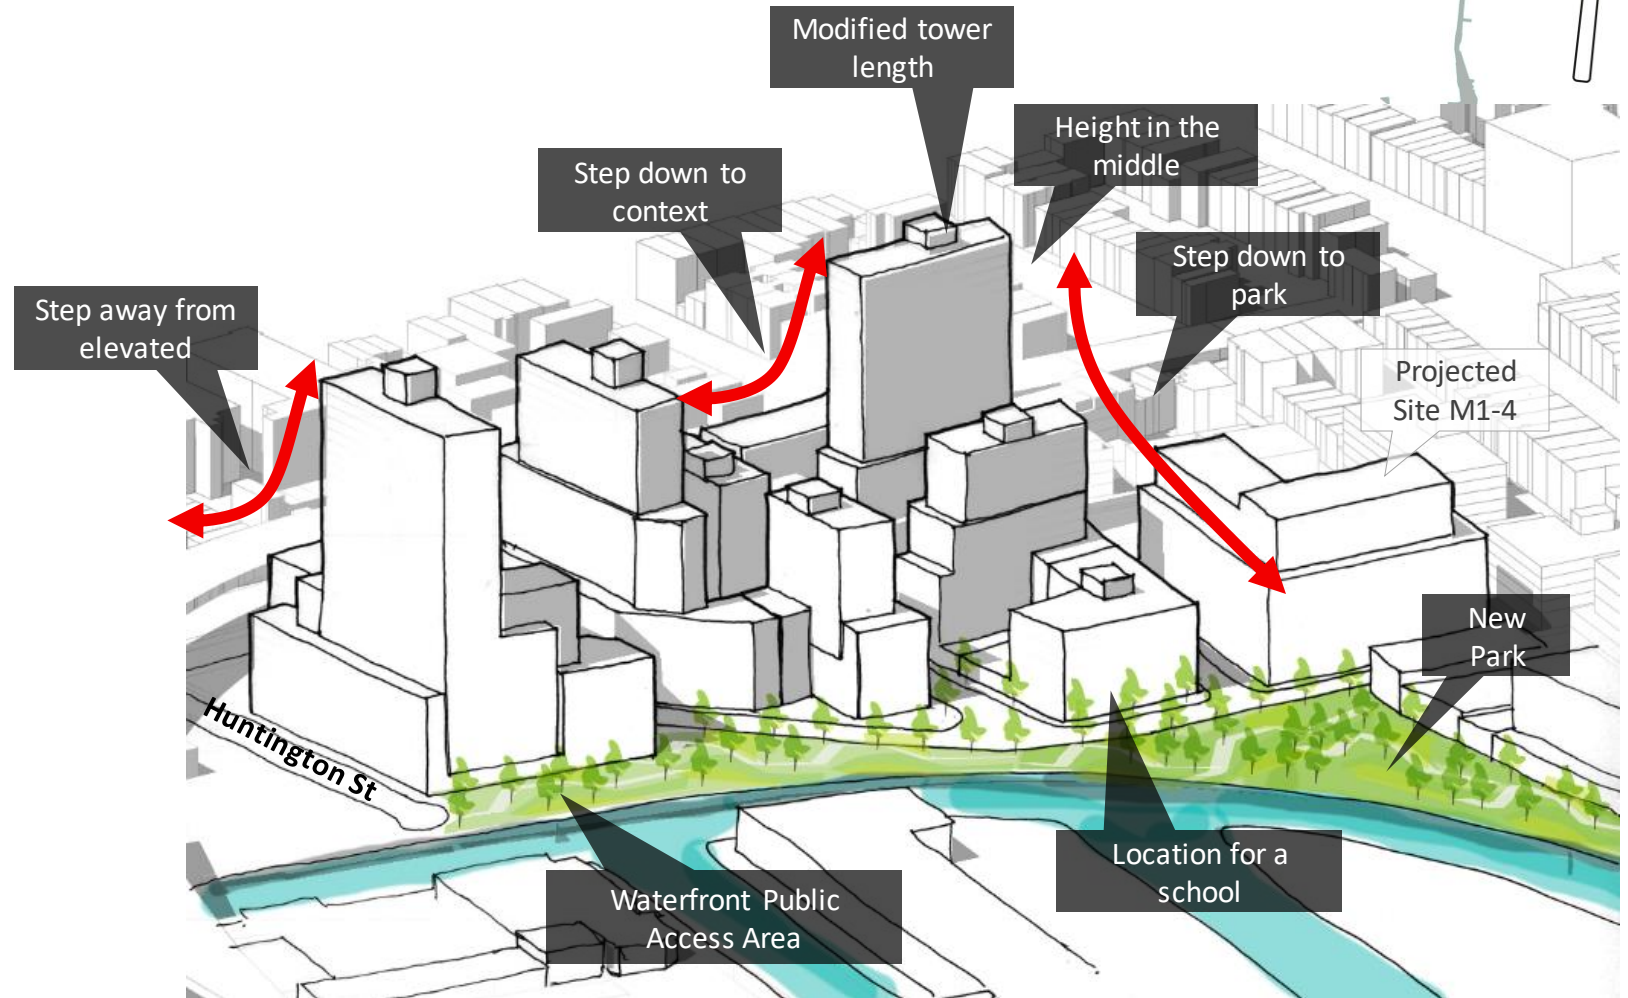 Modified tower
length
Height in the
middle
Step down to
context
Step down to
park
Step away from
elevated
Projected
Site M1-4
New
Park
Huntington St
Location for a
school
Waterfront Public
Access Area